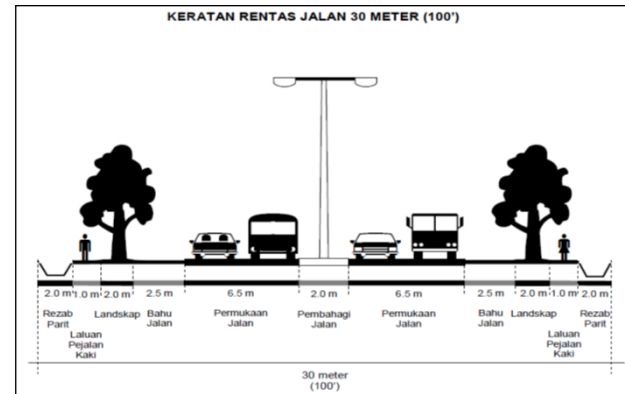 KERATAN RENTAS JALAN 30 METER (100')
2.0 m 1.0 m 2.0 m 2.5 m 6.5 m 2.0 m 6.5 m 2.5 m 2.0 m 1.0 m 2.0 m
Rezab Parit
Laluan Pejalan Kaki
Landskap
Bahu Jalan
Permukaan Jalan
Pembahagi Jalan
Permukaan Jalan
Bahu Jalan
Landskap
Laluan Pejalan Kaki
Rezab Parit
30 meter
(100')